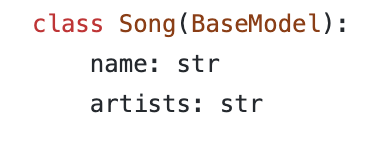 class Song(BaseModel):
    name: str
    artists: str